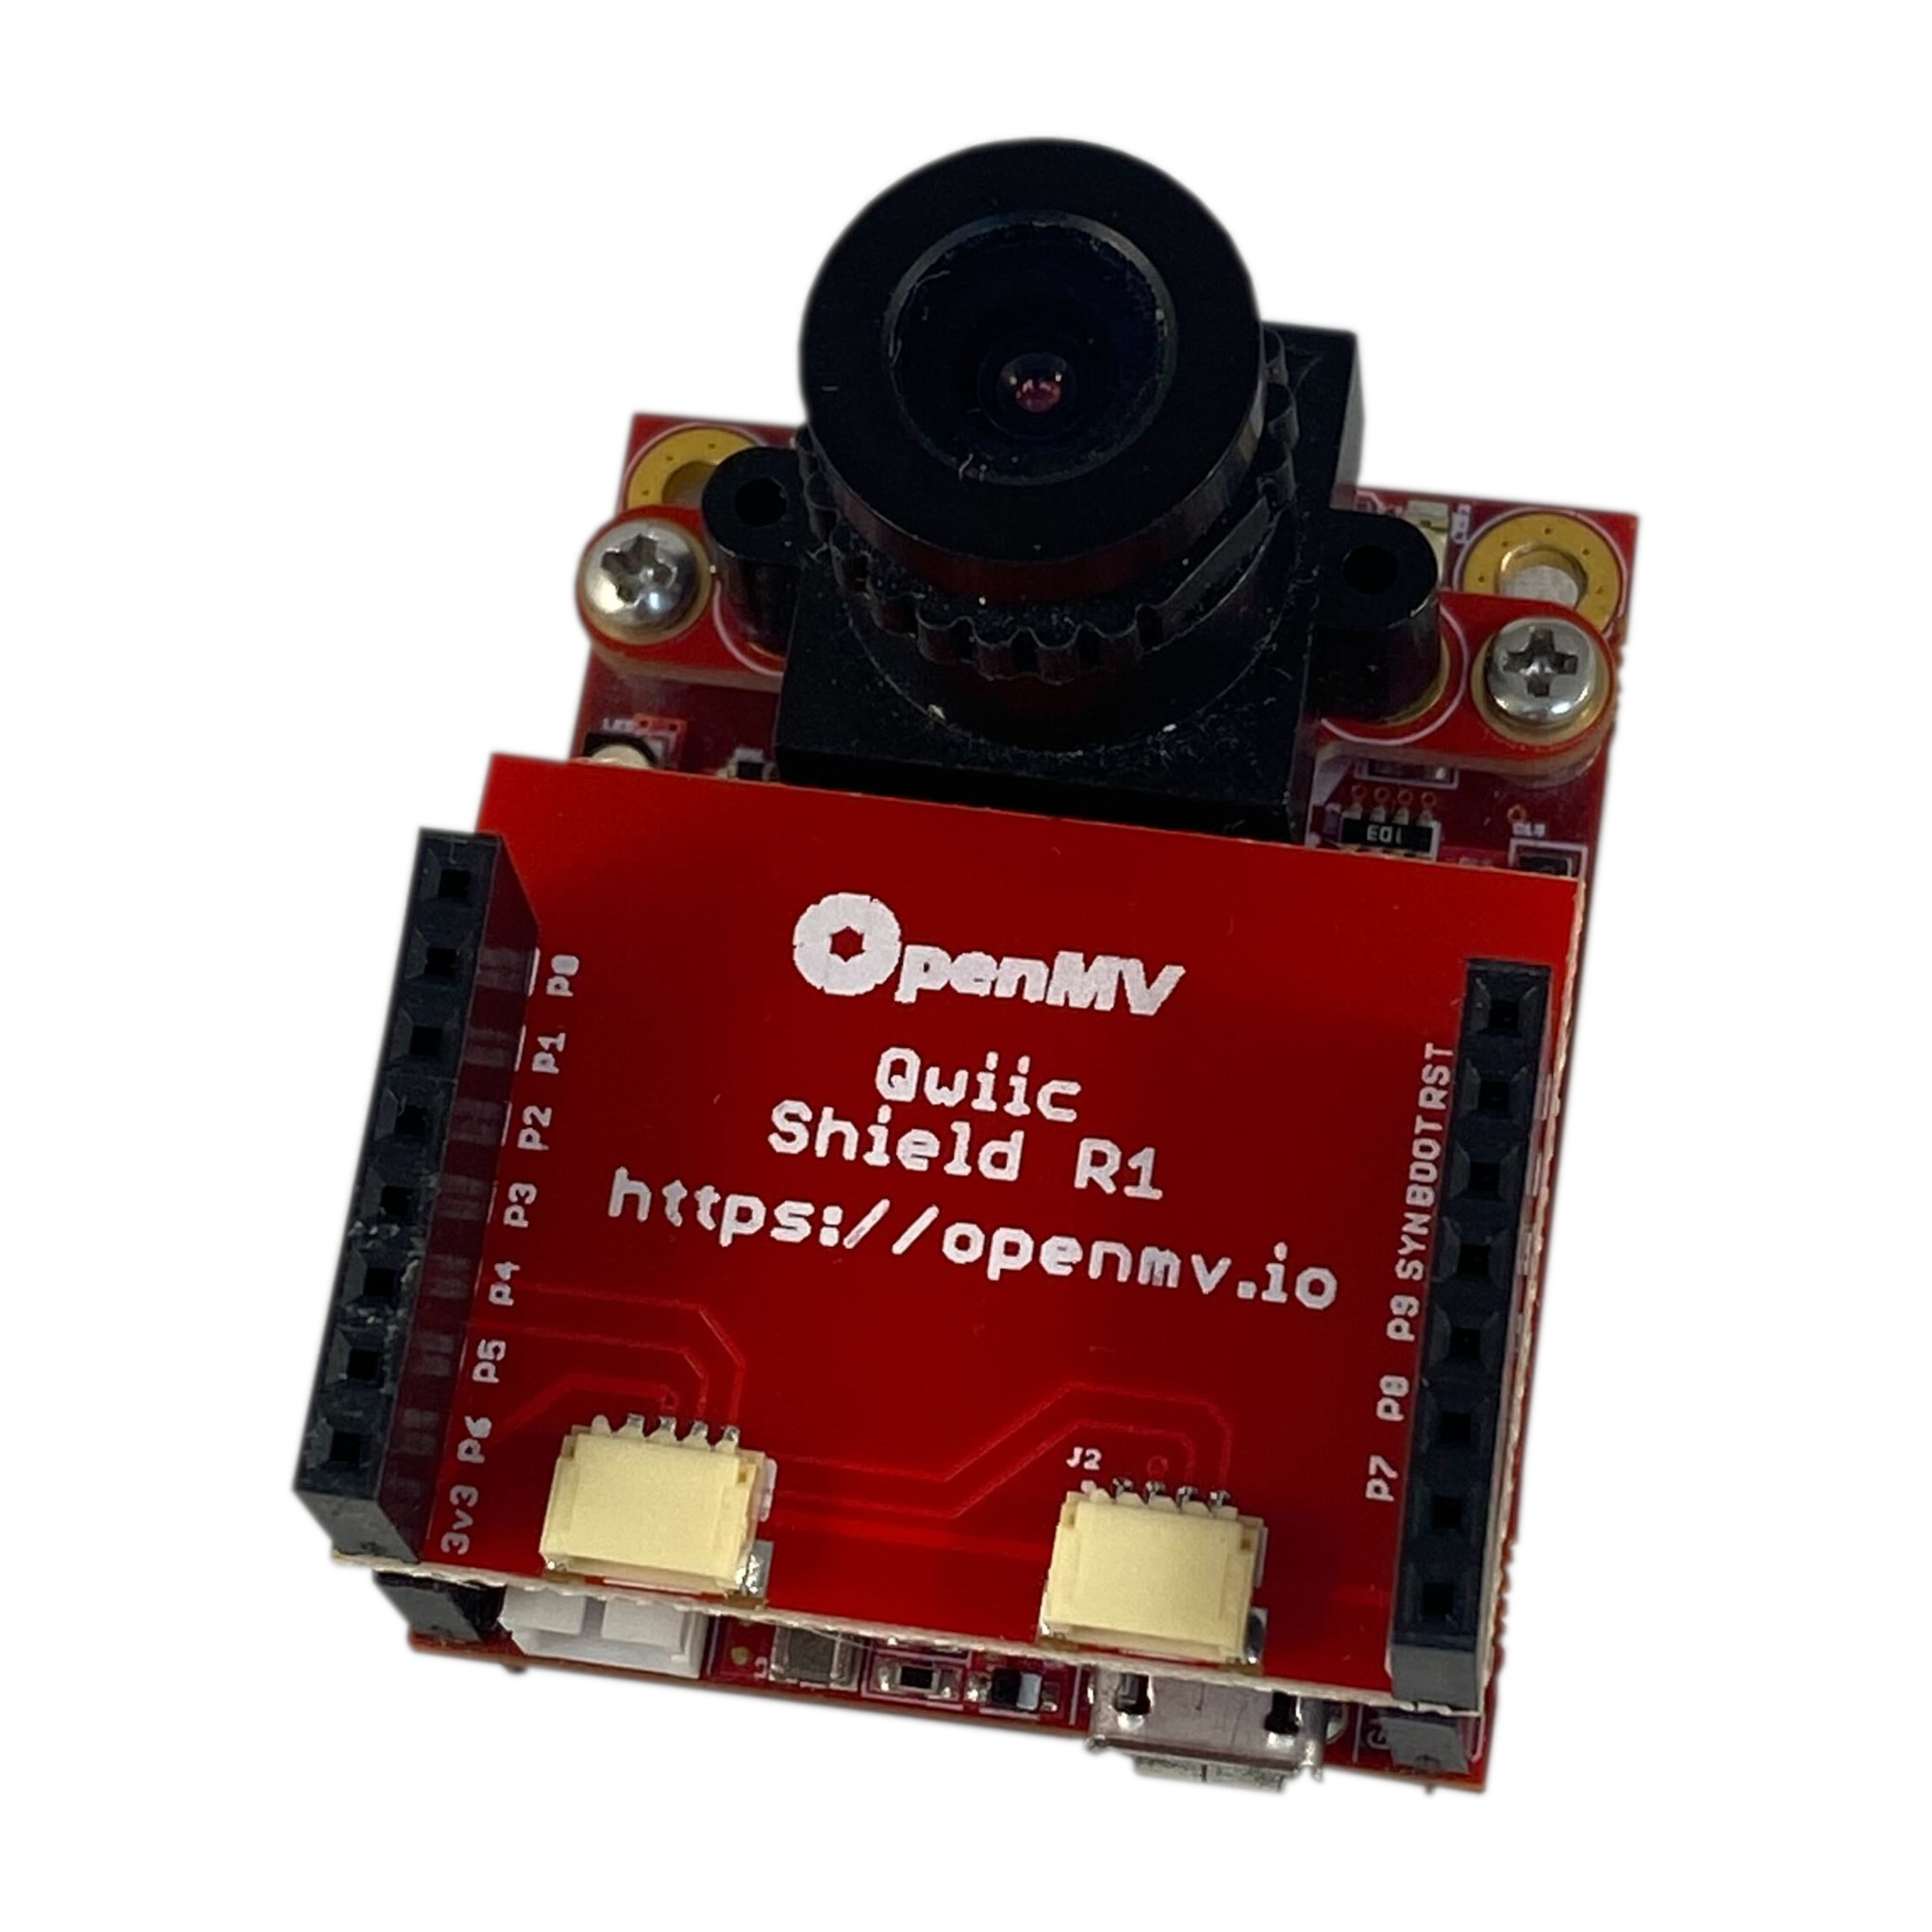 OpenMV
Qwiic
Shield R1
https://openmv.io
P0
P1
P2
P3
P4
P5
P6
3v3
RST
BOOT
SYN
P9
P8
P7
J2
E01